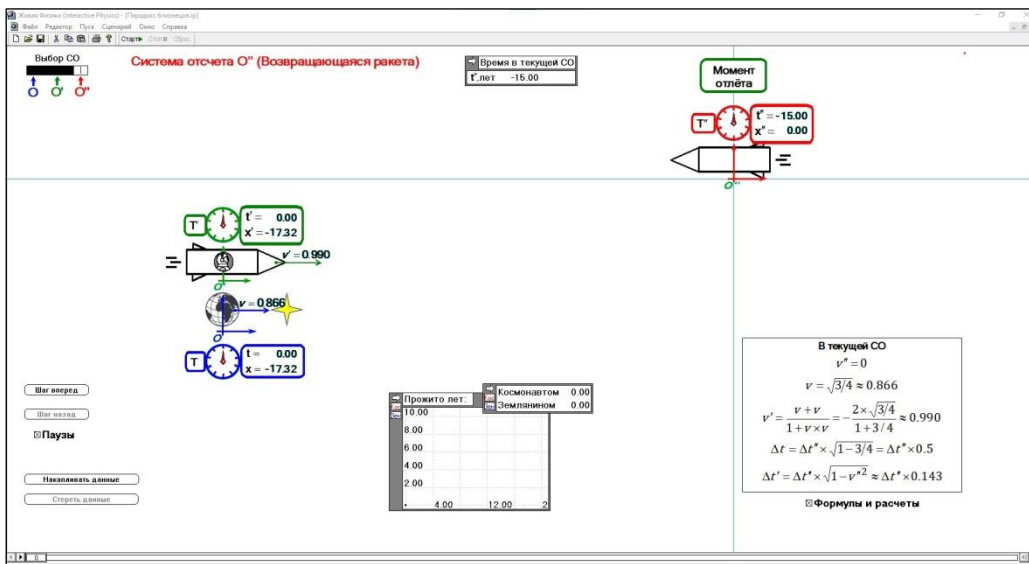 Живая Физика (Interactive Physics) - [Парадокс близнецов.ip]
Файл Редактор Пуск Сценарий Окно Справка
Старт Стоп Сброс
Выбор СО
O O' O"
Система отсчета O" (Возвращающаяся ракета)
Время в текущей СО
t", лет -15.00
Момент
отлёта
T"
t" = -15.00
x" = 0.00
O"
T'
t' = 0.00
x' = -17.32
v' = 0.990
v = 0.866
O
T
t = 0.00
x = -17.32
Шаг вперед
Шаг назад
Паузы
Накапливать данные
Стереть данные
Прожито лет:
Космонавтом 0.00
Землянином 0.00
10.00
8.00
6.00
4.00
2.00
4.00 12.00 2
В текущей СО
v" = 0
v = √3/4 ≈ 0.866
v' = (v + v)/(1 + v × v) = -(2 × √3/4)/(1 + 3/4) ≈ 0.990
Δt = Δt" × √1 − 3/4 = Δt" × 0.5
Δt' = Δt" × √1 − v"² ≈ Δt" × 0.143
Формулы и расчеты
0